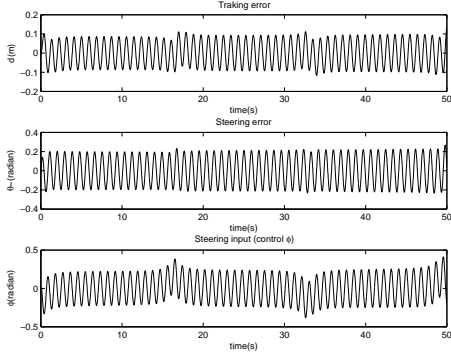 Traking error
0.2
0.1
0
−0.1
−0.2
d(m)
0 10 20 30 40 50
time(s)
Steering error
0.4
0.2
0
−0.2
−0.4
θ~(radian)
0 10 20 30 40 50
time(s)
Steering input (control ϕ)
0.5
0
−0.5
ϕ(radian)
0 10 20 30 40 50
time(s)